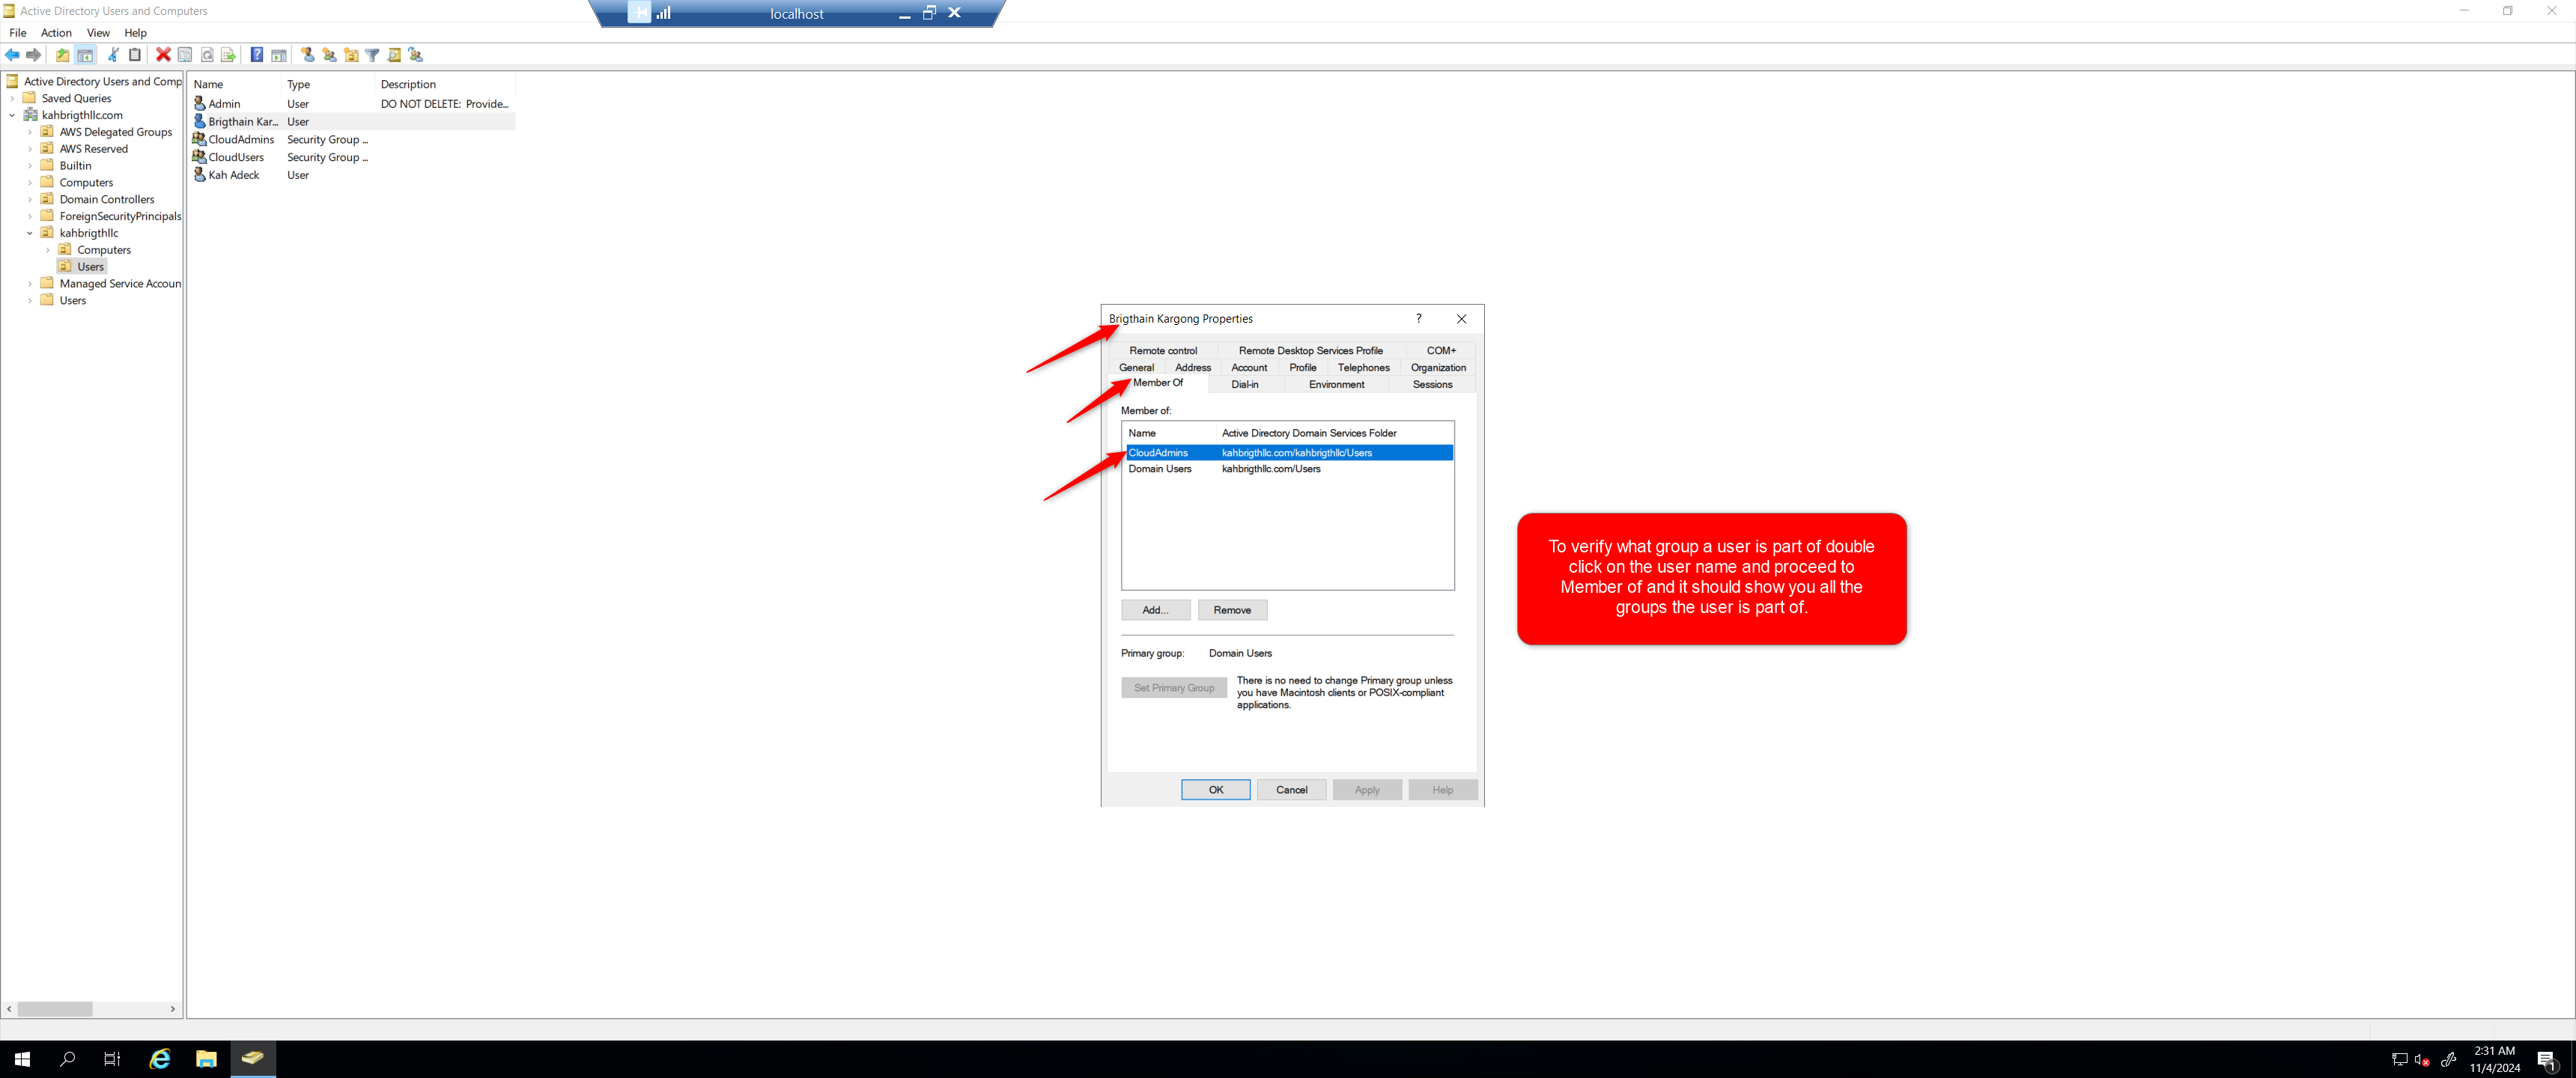 Active Directory Users and Computers
localhost
File Action View Help
Active Directory Users and Comp
Saved Queries
kahbrigthllc.com
AWS Delegated Groups
AWS Reserved
Builtin
Computers
Domain Controllers
ForeignSecurityPrincipals
kahbrigthllc
Computers
Users
Managed Service Accoun
Users
Name Type Description
Admin User DO NOT DELETE: Provide...
Brigthain Kar... User
CloudAdmins Security Group ...
CloudUsers Security Group ...
Kah Adeck User
Brigthain Kargong Properties ?
Remote control Remote Desktop Services Profile COM+
General Address Account Profile Telephones Organization
Member Of Dial-in Environment Sessions
Member of:
Name Active Directory Domain Services Folder
CloudAdmins kahbrigthllc.com/kahbrigthllc/Users
Domain Users kahbrigthllc.com/Users
Add... Remove
Primary group: Domain Users
Set Primary Group
There is no need to change Primary group unless
you have Macintosh clients or POSIX-compliant
applications.
OK Cancel Apply Help
To verify what group a user is part of double
click on the user name and proceed to
Member of and it should show you all the
groups the user is part of.
2:31 AM
11/4/2024
1